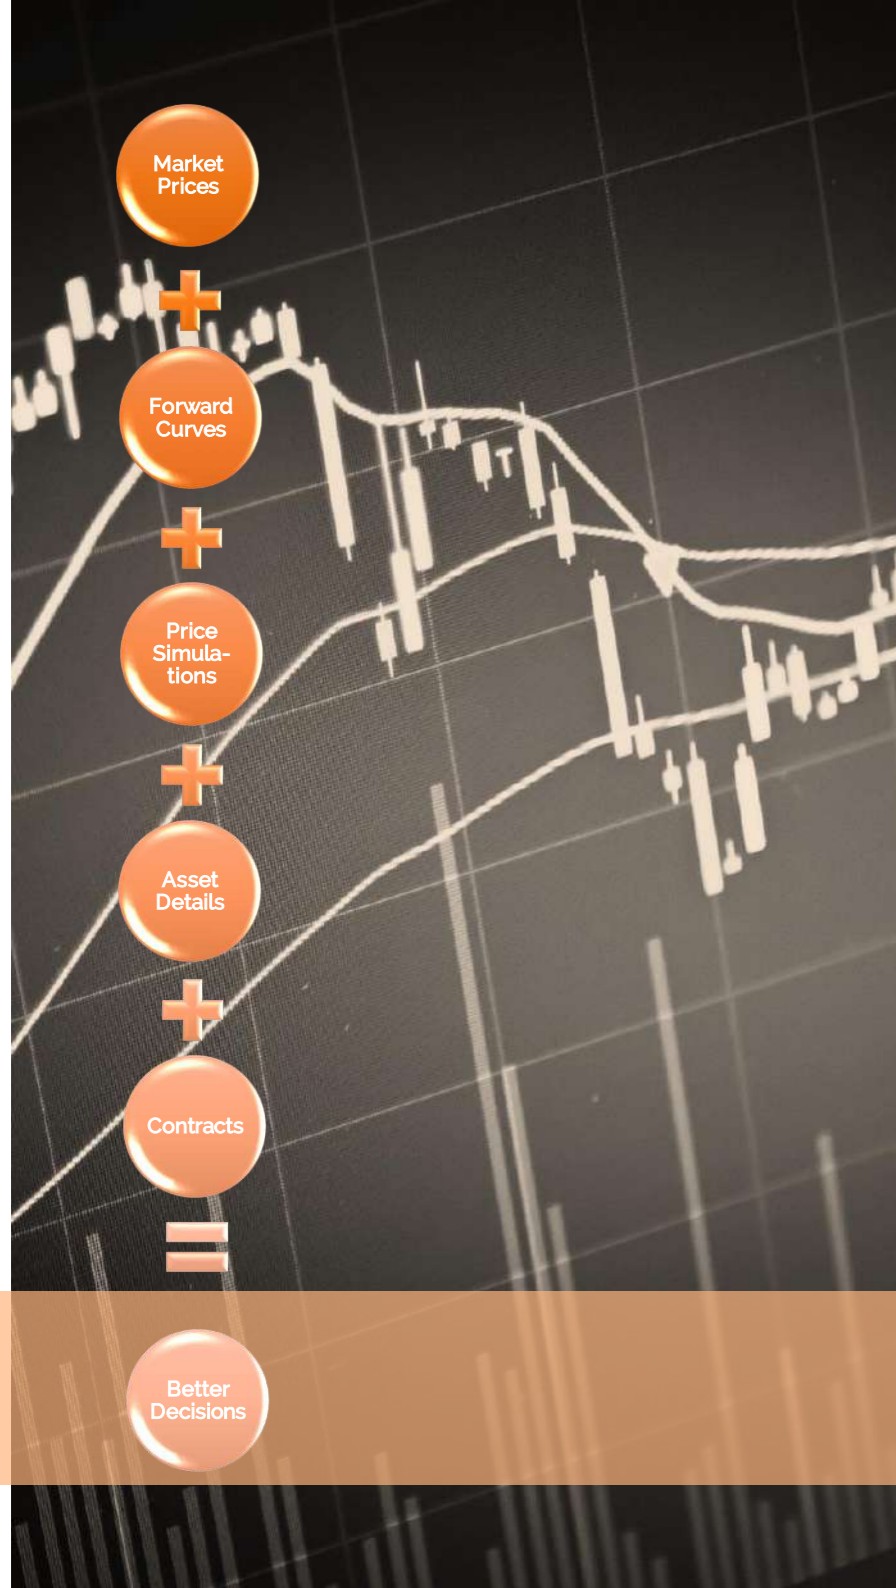 Market
Prices
+
Forward
Curves
+
Price
Simula-
tions
+
Asset
Details
+
Contracts
=
Better
Decisions